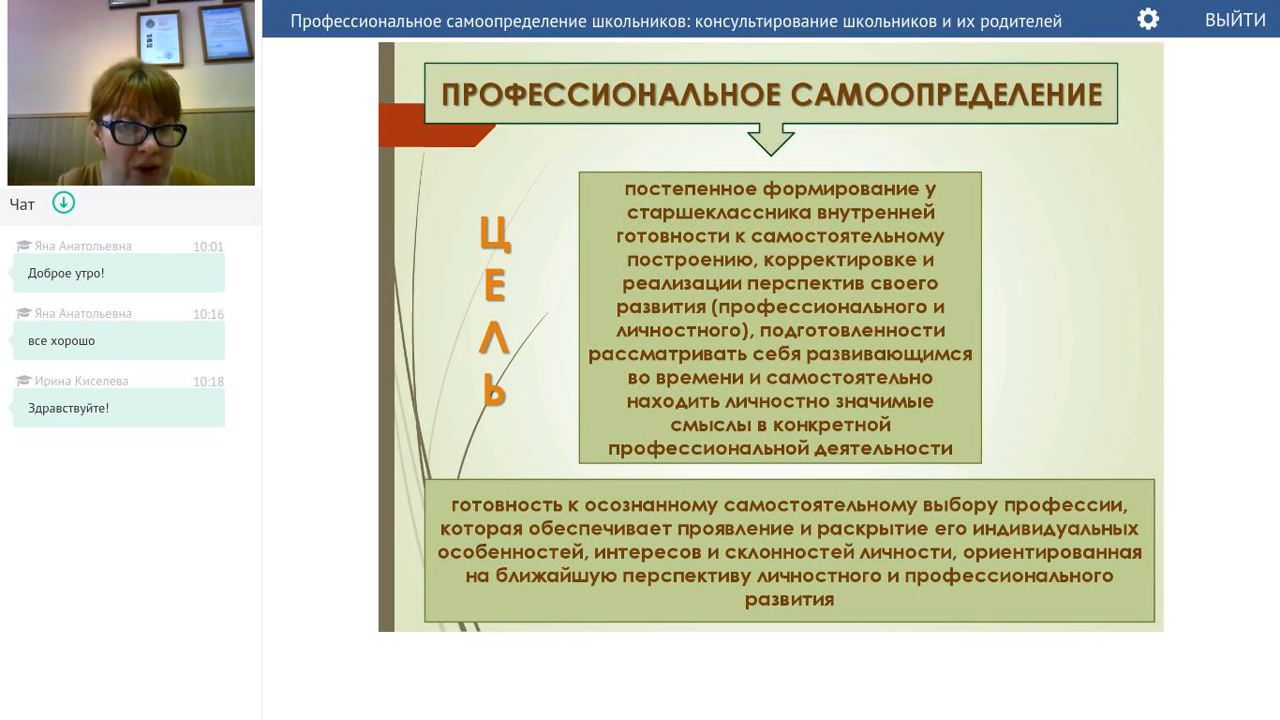 Профессиональное самоопределение школьников: консультирование школьников и их родителей
ВЫЙТИ
Чат
Яна Анатольевна 10:01
Доброе утро!
Яна Анатольевна 10:16
все хорошо
Ирина Киселева 10:18
Здравствуйте!
ПРОФЕССИОНАЛЬНОЕ САМООПРЕДЕЛЕНИЕ
ЦЕЛЬ
постепенное формирование у
старшеклассника внутренней
готовности к самостоятельному
построению, корректировке и
реализации перспектив своего
развития (профессионального и
личностного), подготовленности
рассматривать себя развивающимся
во времени и самостоятельно
находить личностно значимые
смыслы в конкретной
профессиональной деятельности
готовность к осознанному самостоятельному выбору профессии,
которая обеспечивает проявление и раскрытие его индивидуальных
особенностей, интересов и склонностей личности, ориентированная
на ближайшую перспективу личностного и профессионального
развития